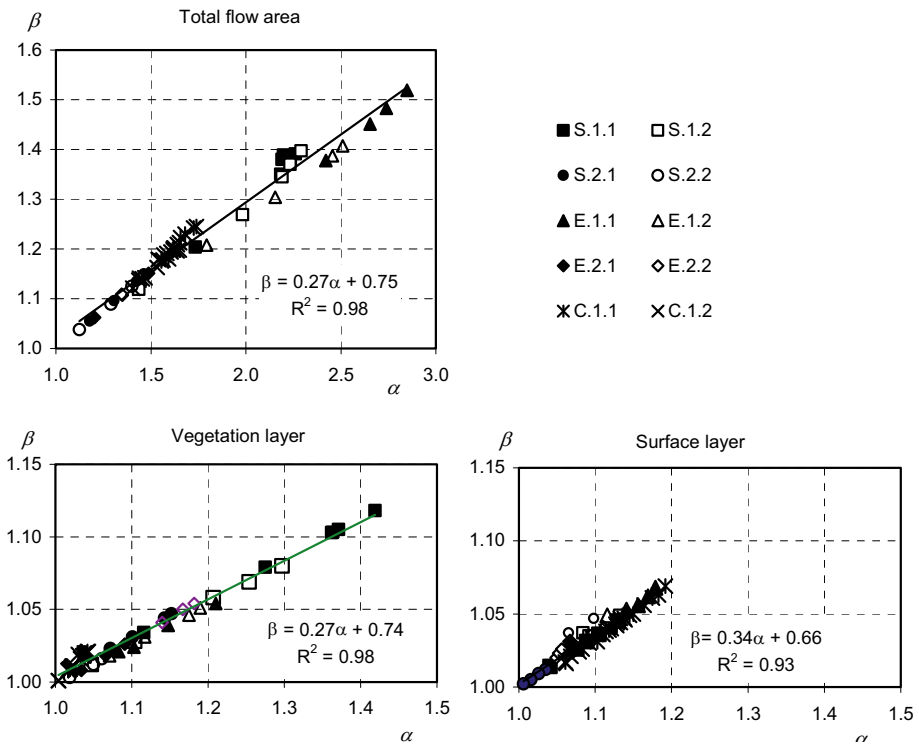 Total flow area
β
1.6
1.5
1.4
1.3
1.2
1.1
1.0
1.0 1.5 2.0 2.5 3.0
α
β = 0.27α + 0.75
R² = 0.98
S.1.1 S.1.2
S.2.1 S.2.2
E.1.1 E.1.2
E.2.1 E.2.2
C.1.1 C.1.2
Vegetation layer
β
1.15
1.10
1.05
1.00
1.0 1.1 1.2 1.3 1.4 1.5
α
β = 0.27α + 0.74
R² = 0.98
Surface layer
β
1.15
1.10
1.05
1.00
1.0 1.1 1.2 1.3 1.4 1.5
α
β= 0.34α + 0.66
R² = 0.93